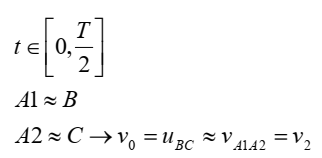 t ∈ [0, T/2]
A1 ≈ B
A2 ≈ C → v₀ = u_BC ≈ v_A1A2 = v₂